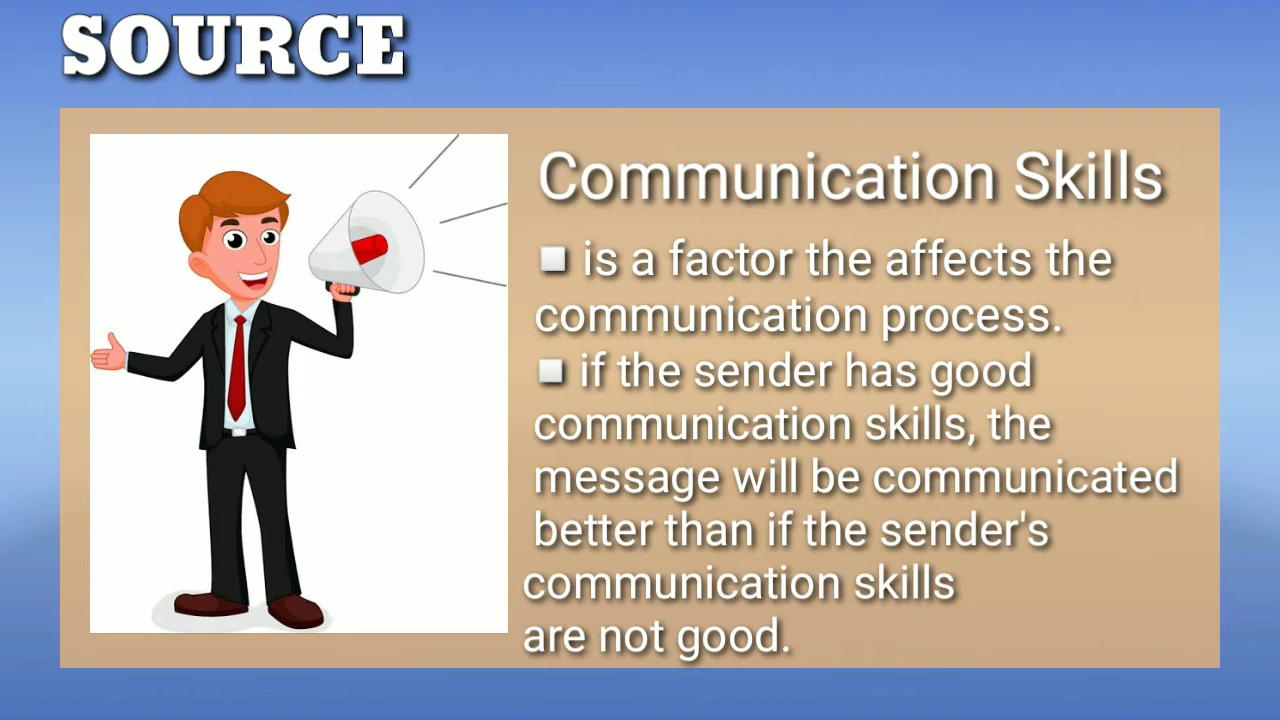 SOURCE
Communication Skills
▫ is a factor the affects the
communication process.
▫ if the sender has good
communication skills, the
message will be communicated
better than if the sender's
communication skills
are not good.